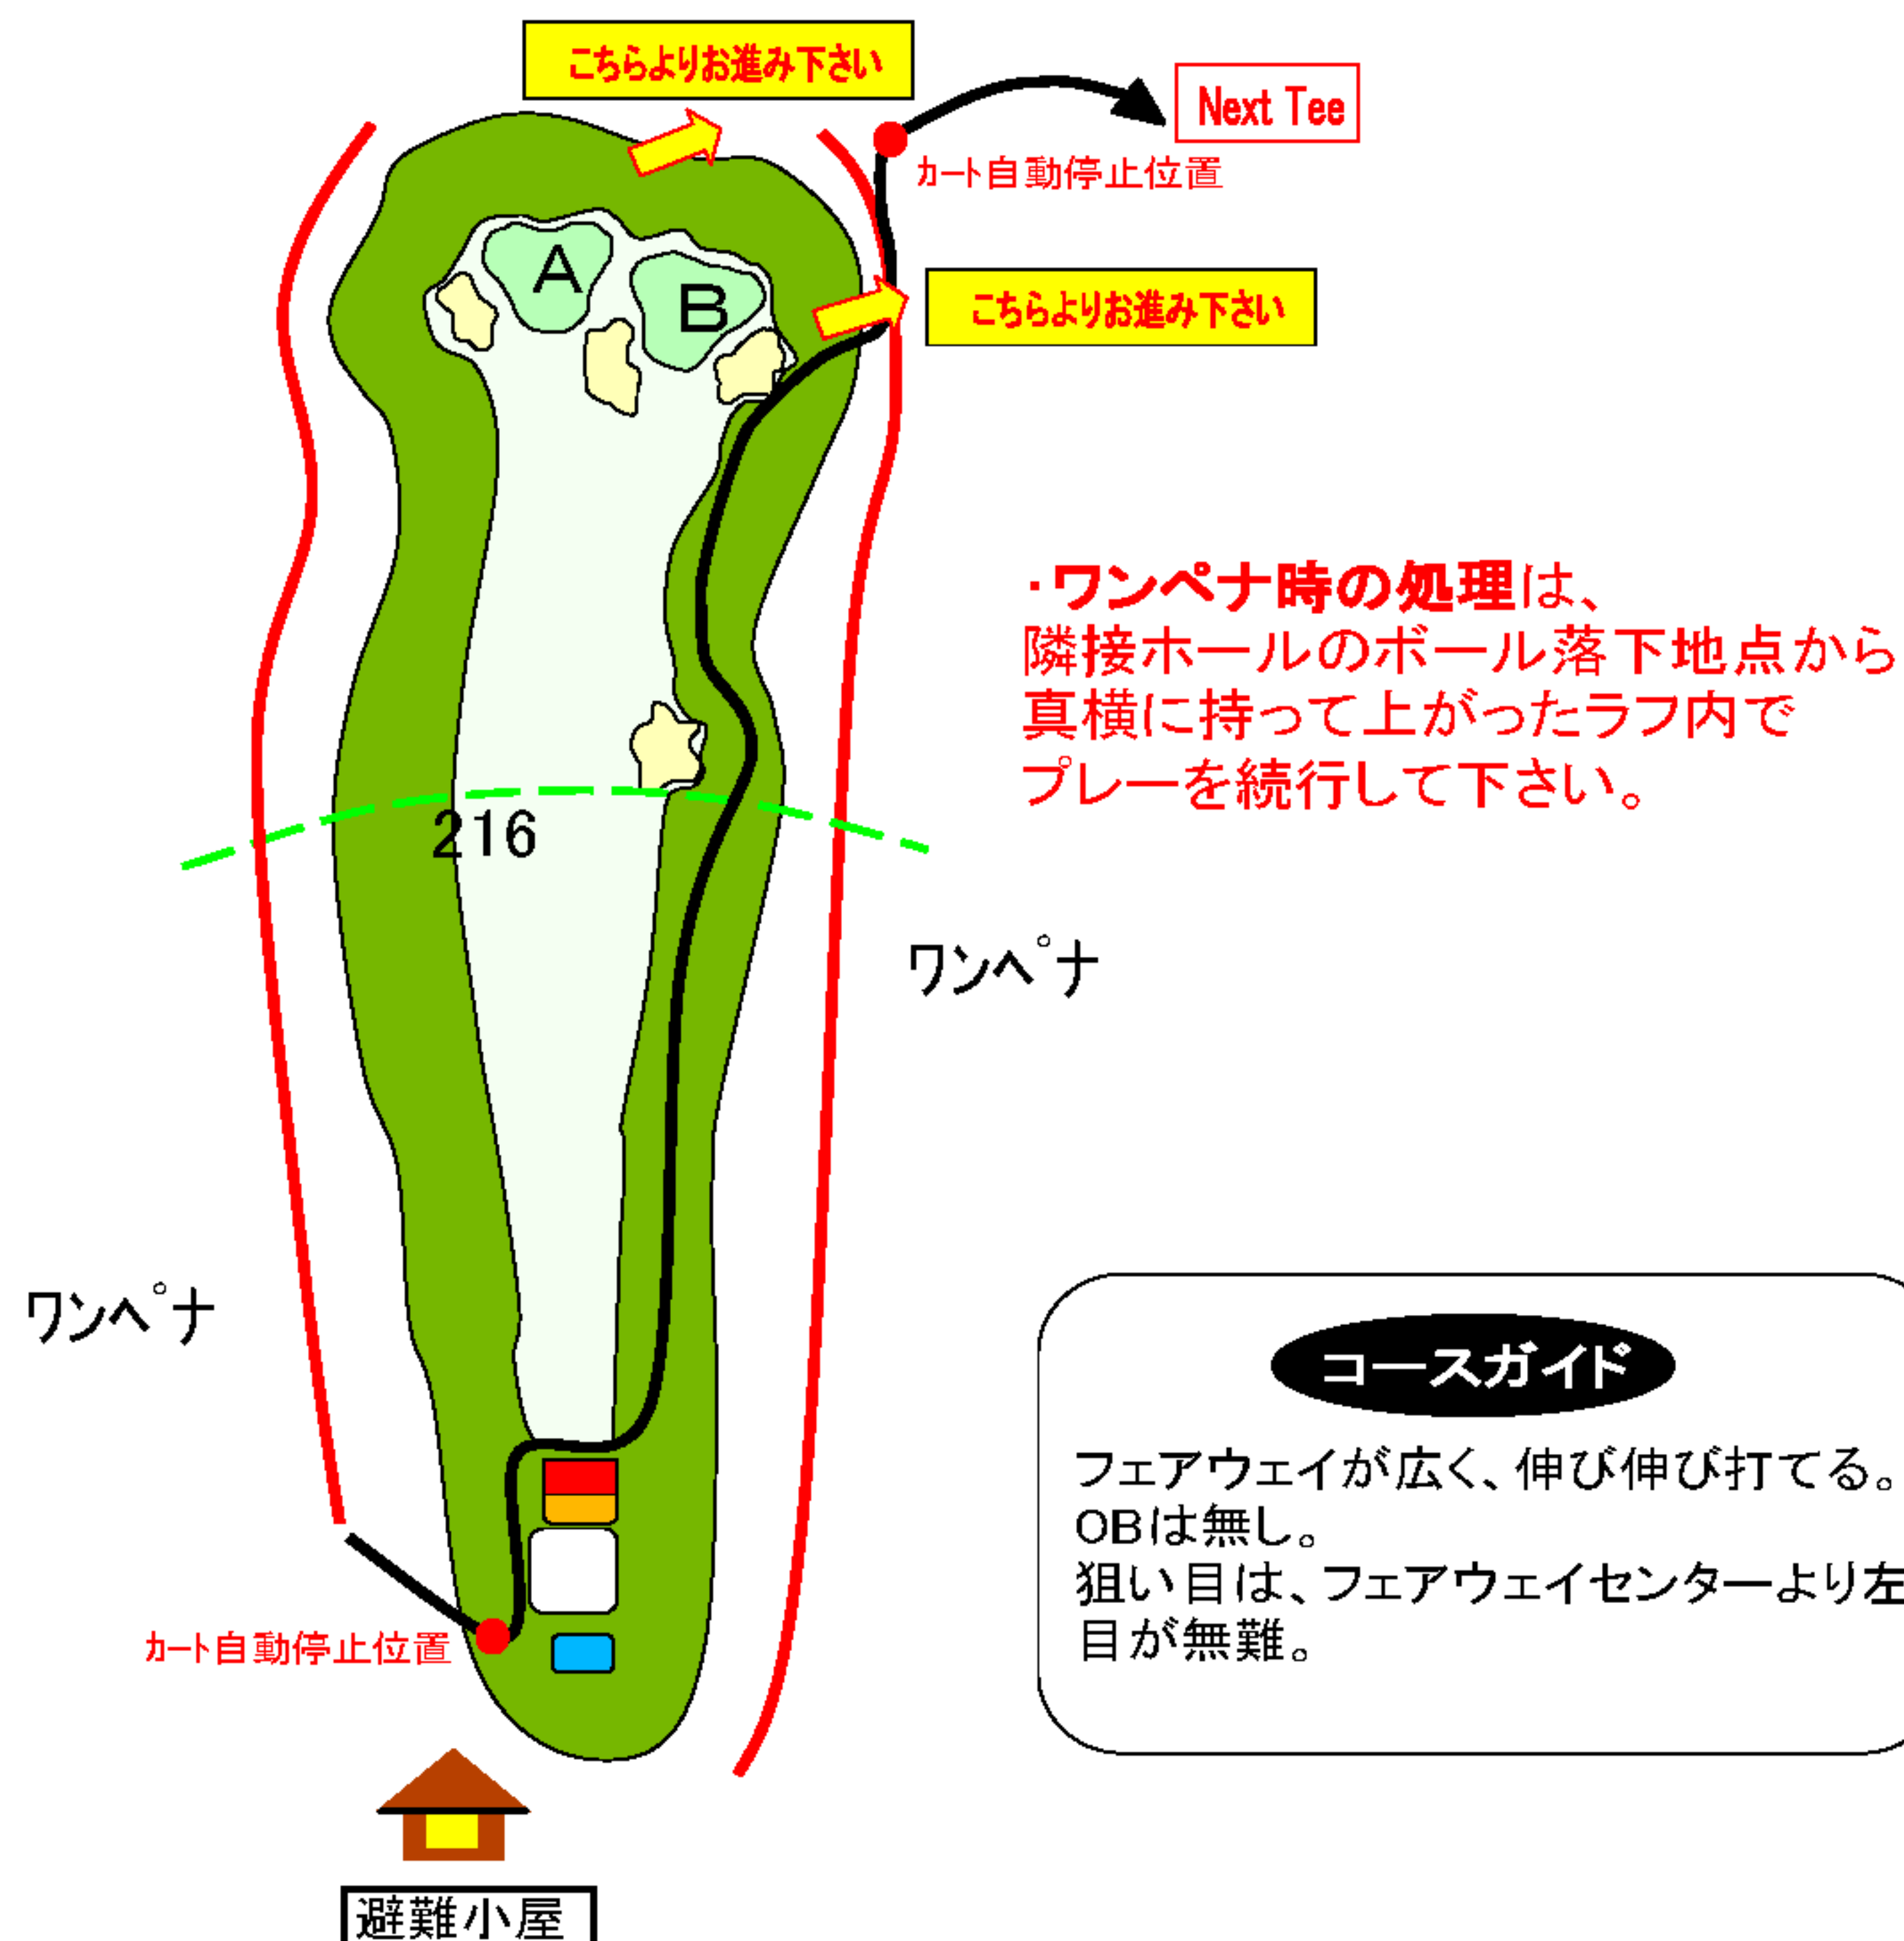 こちらよりお進み下さい
Next Tee
カート自動停止位置
A
B
こちらよりお進み下さい
・ワンペナ時の処理は、
隣接ホールのボール落下地点から
真横に持って上がったラフ内で
プレーを続行して下さい。
216
ワンペナ
ワンペナ
コースガイド
フェアウェイが広く、伸び伸び打てる。
OBは無し。
狙い目は、フェアウェイセンターより左
目が無難。
カート自動停止位置
避難小屋